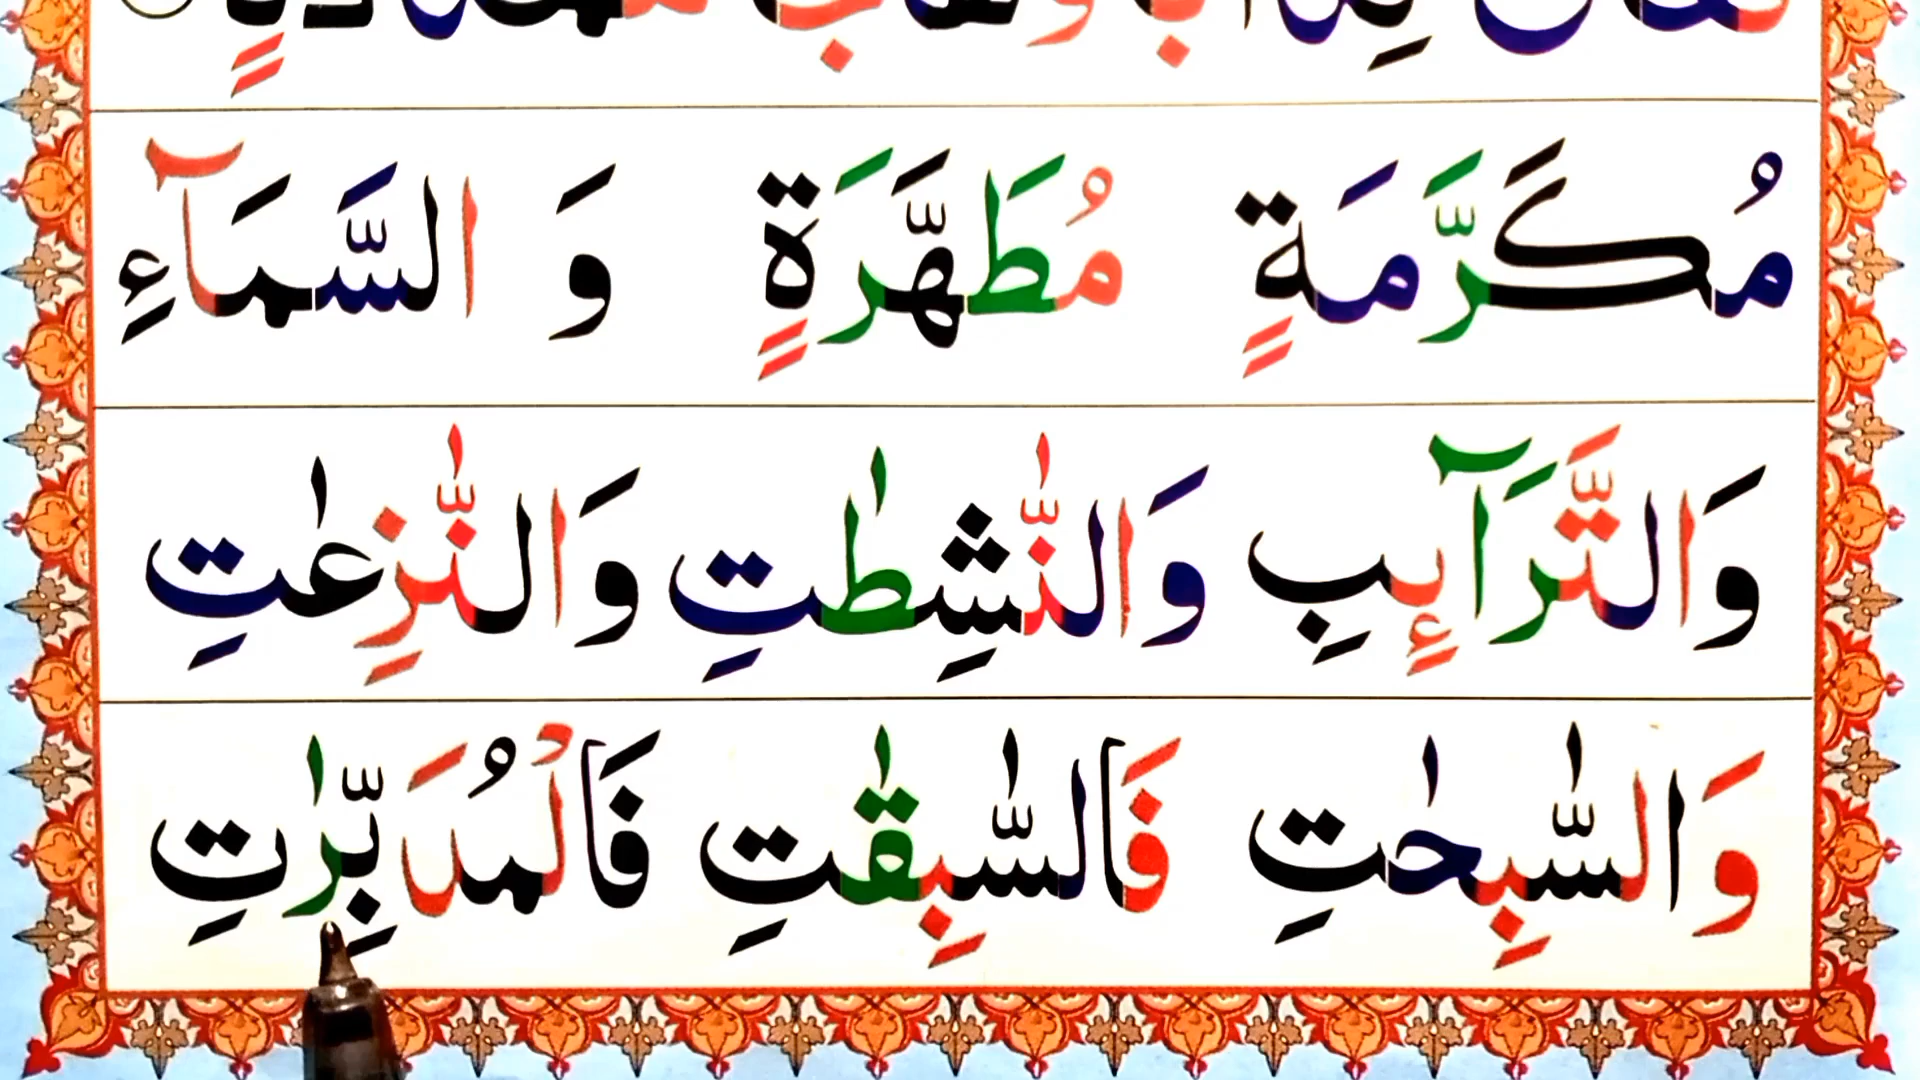 مُكَرَّمَةٍ مُطَهَّرَةٍ وَ السَّمَآءِ
وَالتَّرَآئِبِ وَالنّٰشِطٰتِ وَالنّٰزِعٰتِ
وَالسّٰبِحٰتِ فَالسّٰبِقٰتِ فَالْمُدَبِّرٰتِ